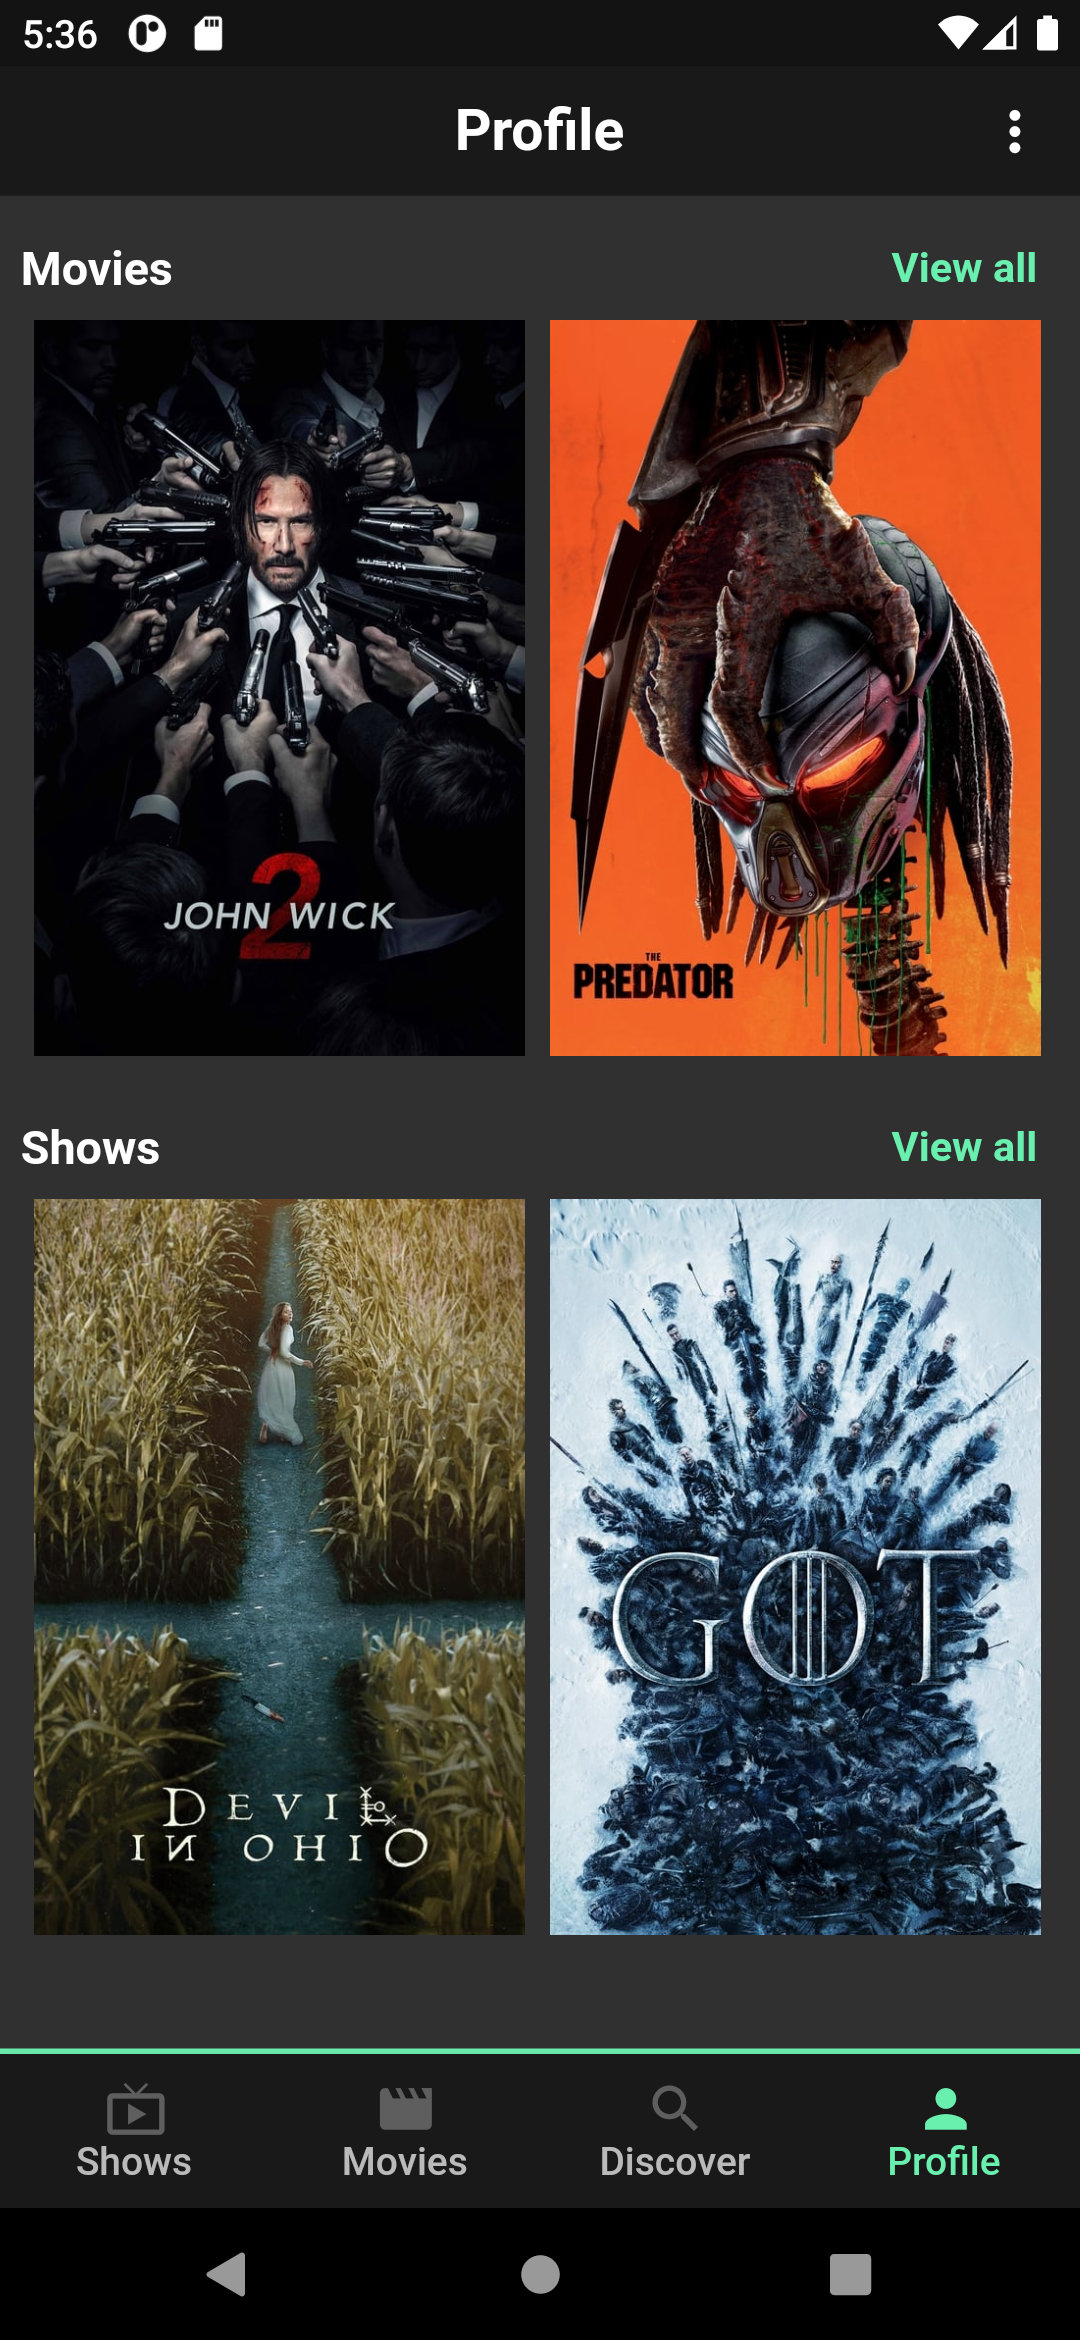 5:36
Profile
Movies
View all
2
JOHN WICK
THE
PREDATOR
Shows
View all
DEVIL
IN OHIO
GOT
Shows
Movies
Discover
Profile